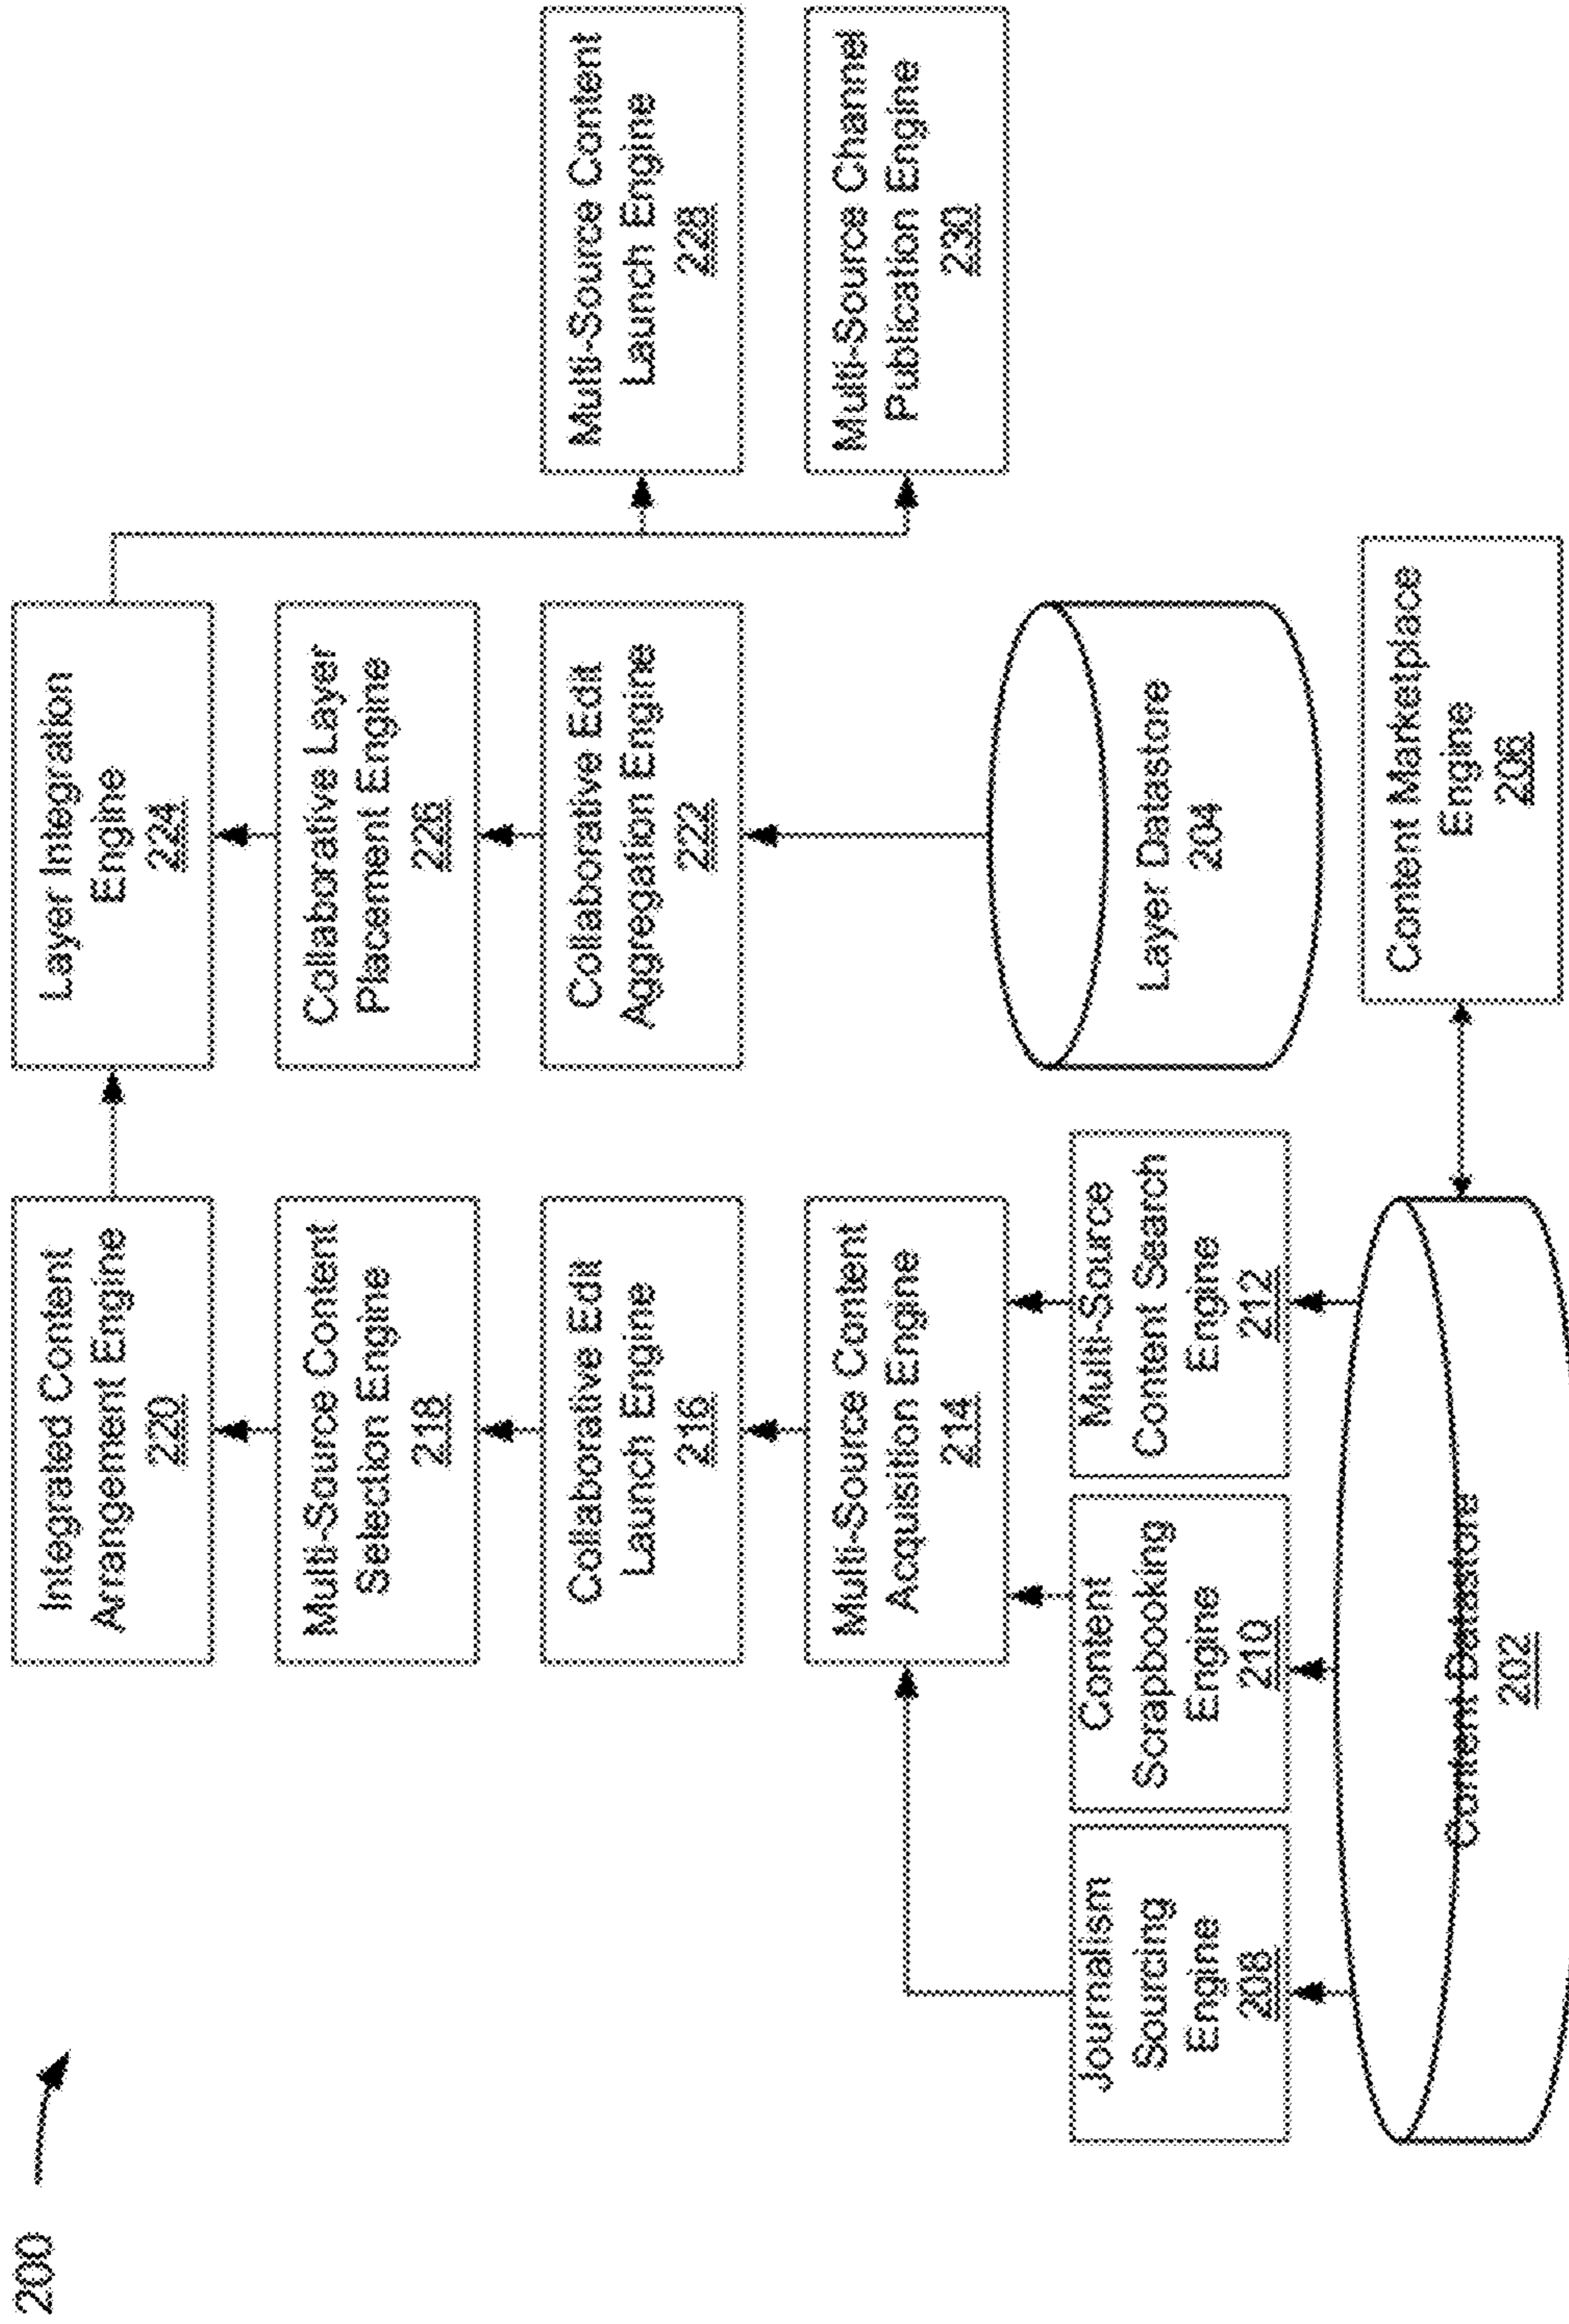 200
Integrated Content
Arrangement Engine
220
Layer Integration
Engine
224
Multi-Source Content
Selection Engine
218
Collaborative Layer
Placement Engine
226
Collaborative Edit
Launch Engine
216
Collaborative Edit
Aggregation Engine
222
Multi-Source Content
Launch Engine
228
Multi-Source Content
Acquisition Engine
214
Multi-Source Channel
Publication Engine
230
Journalism
Sourcing
Engine
208
Content
Scrapbooking
Engine
210
Multi-Source
Content Search
Engine
212
Layer Datastore
204
Content Datastore
202
Content Marketplace
Engine
206